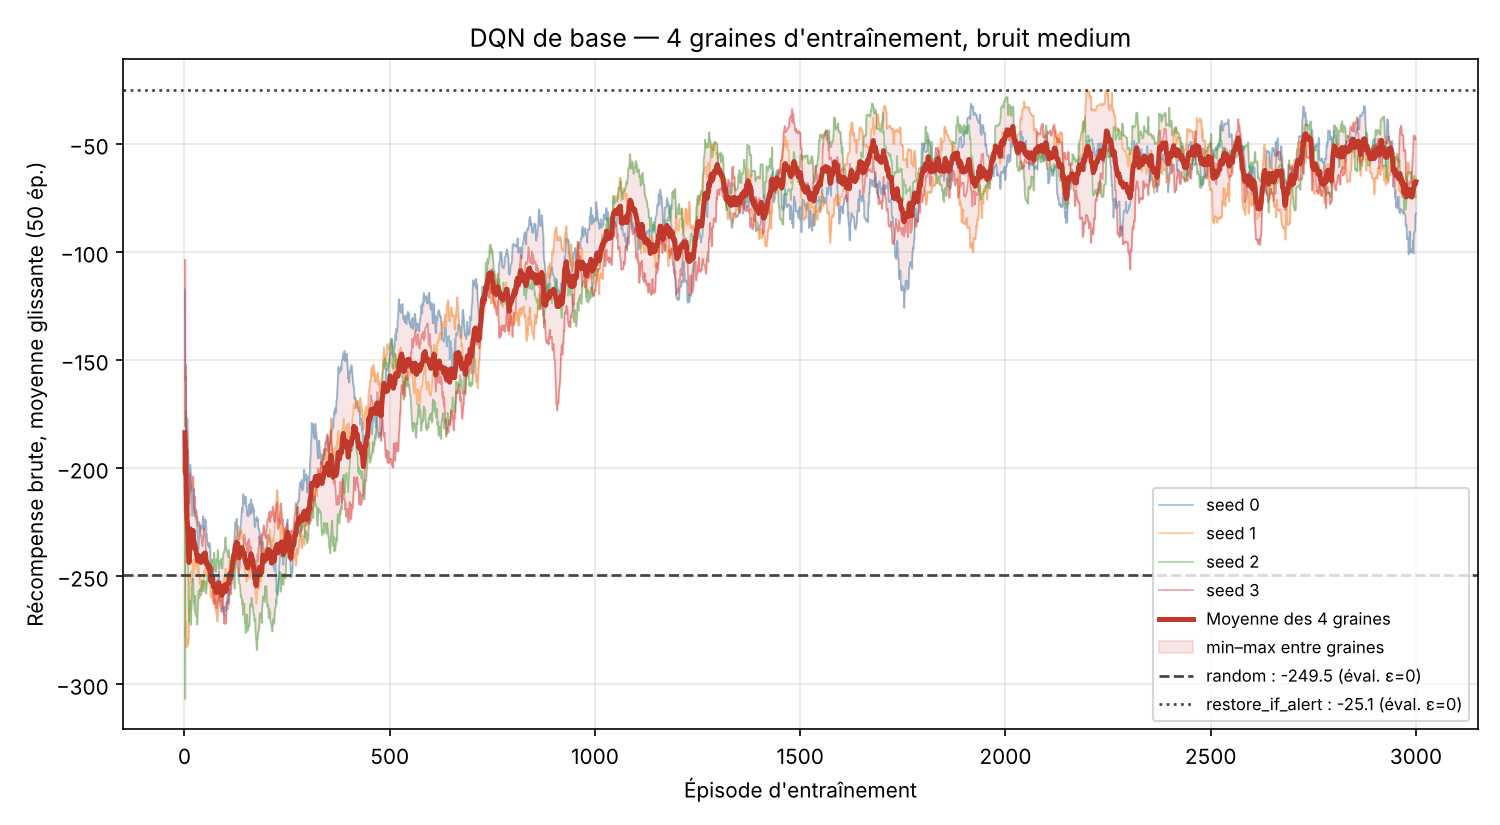 DQN de base — 4 graines d'entraînement, bruit medium
Récompense brute, moyenne glissante (50 ép.)
−50
−100
−150
−200
−250
−300
seed 0
seed 1
seed 2
seed 3
Moyenne des 4 graines
min–max entre graines
random : -249.5 (éval. ε=0)
restore_if_alert : -25.1 (éval. ε=0)
0
500
1000
1500
2000
2500
3000
Épisode d'entraînement